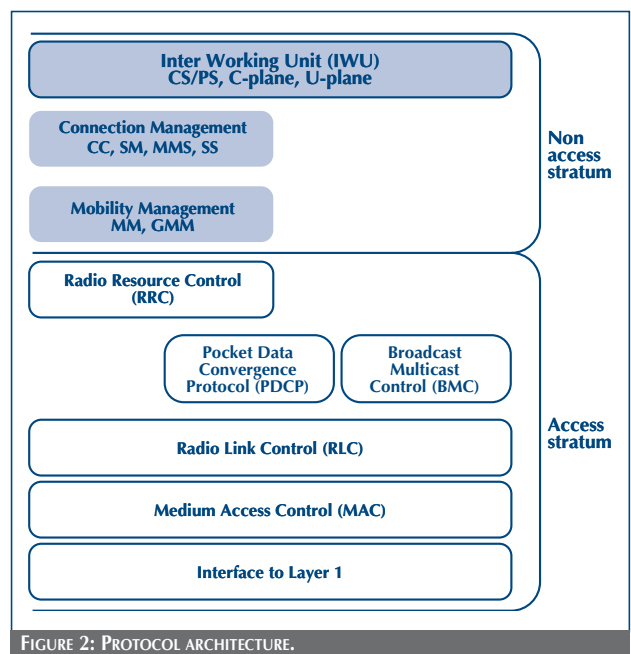 Inter Working Unit (IWU)
CS/PS, C-plane, U-plane
Connection Management
CC, SM, MMS, SS
Mobility Management
MM, GMM
Non
access
stratum
Radio Resource Control
(RRC)
Pocket Data
Convergence
Protocol (PDCP)
Broadcast
Multicast
Control (BMC)
Radio Link Control (RLC)
Medium Access Control (MAC)
Interface to Layer 1
Access
stratum
FIGURE 2: PROTOCOL ARCHITECTURE.